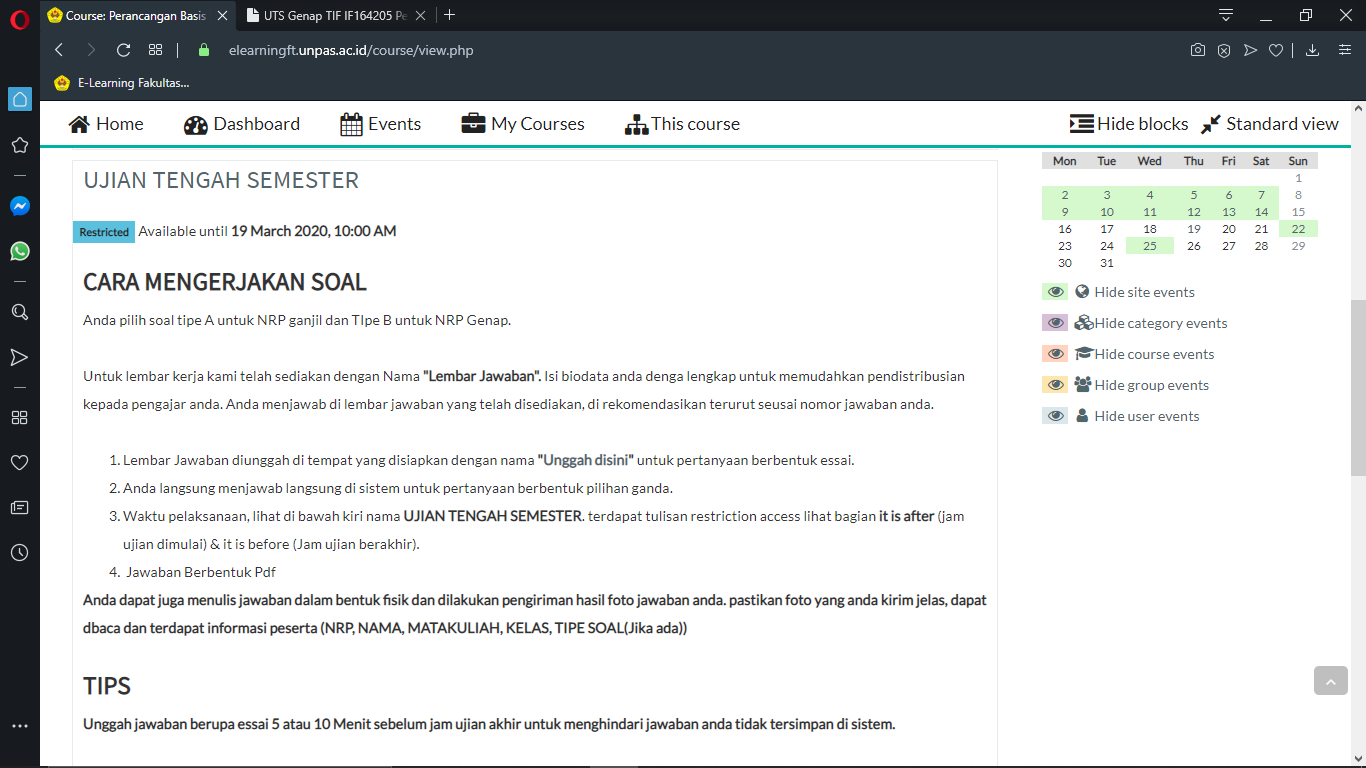 Course: Perancangan Basis
UTS Genap TIF IF164205 Pe
elearningft.unpas.ac.id/course/view.php
E-Learning Fakultas...
Home
Dashboard
Events
My Courses
This course
Hide blocks
Standard view
UJIAN TENGAH SEMESTER
Restricted Available until 19 March 2020, 10:00 AM
CARA MENGERJAKAN SOAL
Anda pilih soal tipe A untuk NRP ganjil dan TIpe B untuk NRP Genap.
Untuk lembar kerja kami telah sediakan dengan Nama "Lembar Jawaban". Isi biodata anda denga lengkap untuk memudahkan pendistribusian
kepada pengajar anda. Anda menjawab di lembar jawaban yang telah disediakan, di rekomendasikan terurut seusai nomor jawaban anda.
1. Lembar Jawaban diunggah di tempat yang disiapkan dengan nama "Unggah disini" untuk pertanyaan berbentuk essai.
2. Anda langsung menjawab langsung di sistem untuk pertanyaan berbentuk pilihan ganda.
3. Waktu pelaksanaan, lihat di bawah kiri nama UJIAN TENGAH SEMESTER. terdapat tulisan restriction access lihat bagian it is after (jam
ujian dimulai) & it is before (Jam ujian berakhir).
4. Jawaban Berbentuk Pdf
Anda dapat juga menulis jawaban dalam bentuk fisik dan dilakukan pengiriman hasil foto jawaban anda. pastikan foto yang anda kirim jelas, dapat
dbaca dan terdapat informasi peserta (NRP, NAMA, MATAKULIAH, KELAS, TIPE SOAL(Jika ada))
TIPS
Unggah jawaban berupa essai 5 atau 10 Menit sebelum jam ujian akhir untuk menghindari jawaban anda tidak tersimpan di sistem.
Mon Tue Wed Thu Fri Sat Sun
1
2 3 4 5 6 7 8
9 10 11 12 13 14 15
16 17 18 19 20 21 22
23 24 25 26 27 28 29
30 31
Hide site events
Hide category events
Hide course events
Hide group events
Hide user events